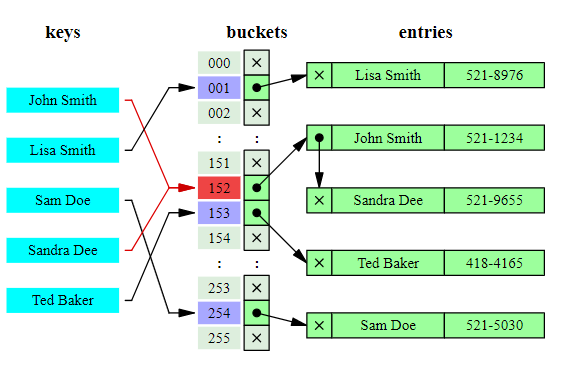 keys buckets entries
000
001
002
: :
151
152
153
154
: :
253
254
255
John Smith
Lisa Smith
Sam Doe
Sandra Dee
Ted Baker
Lisa Smith 521-8976
John Smith 521-1234
Sandra Dee 521-9655
Ted Baker 418-4165
Sam Doe 521-5030